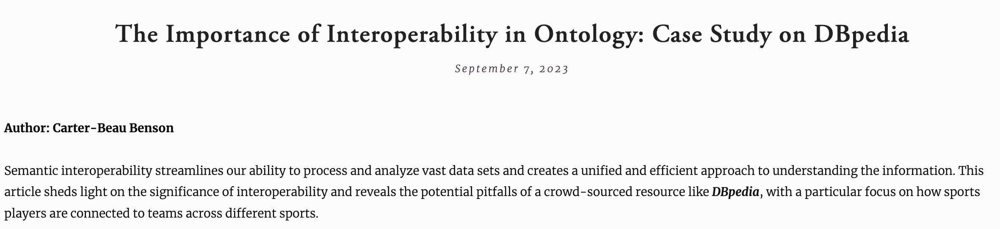 The Importance of Interoperability in Ontology: Case Study on DBpedia
September 7, 2023
Author: Carter-Beau Benson
Semantic interoperability streamlines our ability to process and analyze vast data sets and creates a unified and efficient approach to understanding the information. This
article sheds light on the significance of interoperability and reveals the potential pitfalls of a crowd-sourced resource like DBpedia, with a particular focus on how sports
players are connected to teams across different sports.